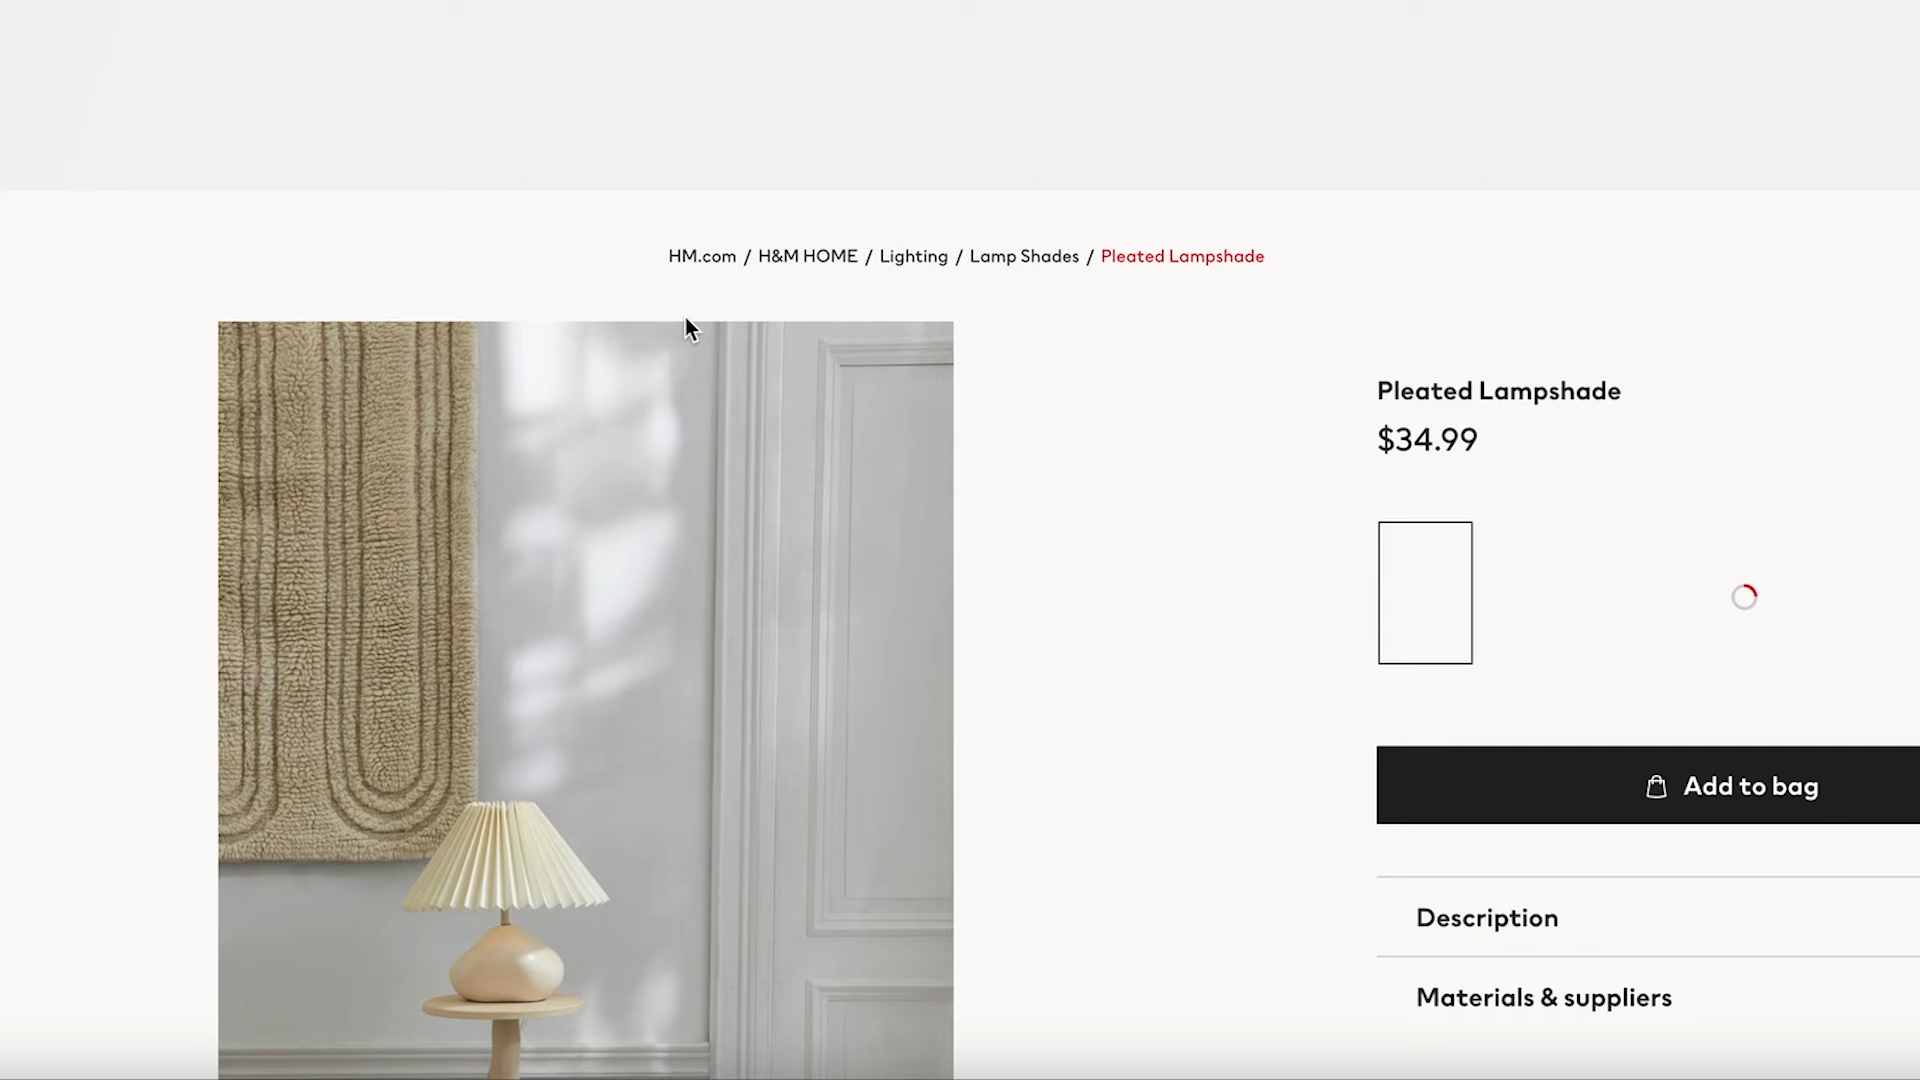 HM.com / H&M HOME / Lighting / Lamp Shades / Pleated Lampshade
Pleated Lampshade
$34.99
Add to bag
Description
Materials & suppliers